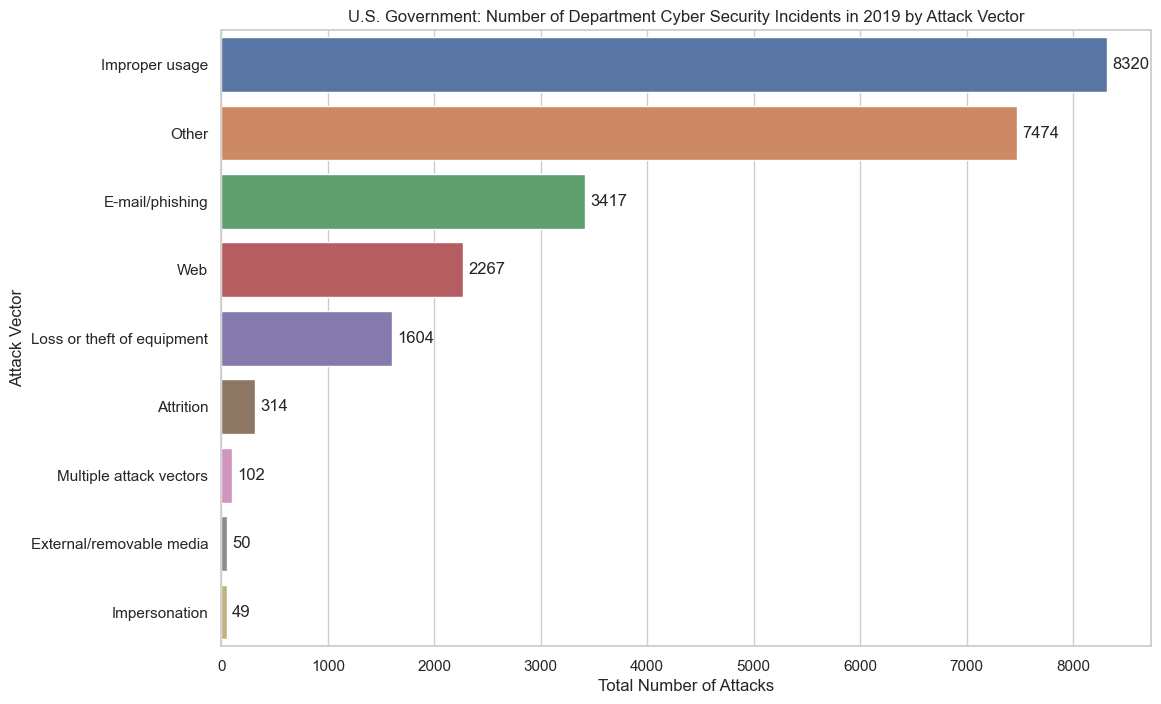 U.S. Government: Number of Department Cyber Security Incidents in 2019 by Attack Vector
Attack Vector
Improper usage 8320
Other 7474
E-mail/phishing 3417
Web 2267
Loss or theft of equipment 1604
Attrition 314
Multiple attack vectors 102
External/removable media 50
Impersonation 49
0 1000 2000 3000 4000 5000 6000 7000 8000
Total Number of Attacks